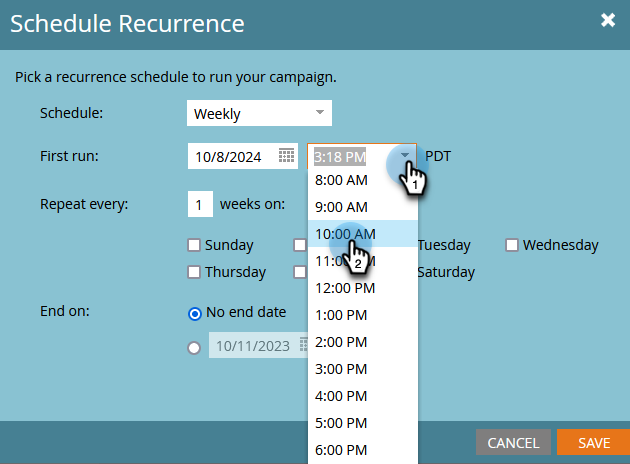 Schedule Recurrence
Pick a recurrence schedule to run your campaign.
Schedule: Weekly
First run: 10/8/2024 3:18 PM PDT
1
8:00 AM
Repeat every: 1 weeks on:
9:00 AM
10:00 AM
2
Sunday Tuesday Wednesday
12:00 PM
Thursday Saturday
End on: No end date
1:00 PM
10/11/2023
2:00 PM
3:00 PM
4:00 PM
5:00 PM
6:00 PM
CANCEL SAVE